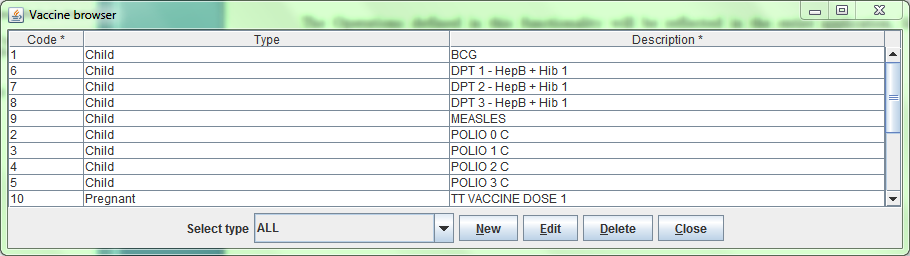 Vaccine browser
The Operations defined in this functionality will be reflected in the entire application.
Code * Type Description *
1 Child BCG
6 Child DPT 1 - HepB + Hib 1
7 Child DPT 2 - HepB + Hib 1
8 Child DPT 3 - HepB + Hib 1
9 Child MEASLES
2 Child POLIO 0 C
3 Child POLIO 1 C
4 Child POLIO 2 C
5 Child POLIO 3 C
10 Pregnant TT VACCINE DOSE 1
Select type ALL New Edit Delete Close